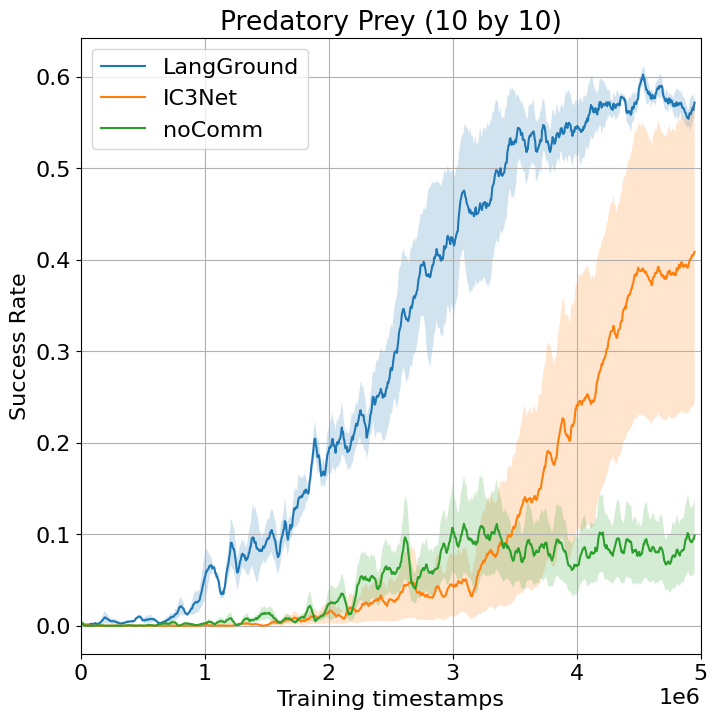 Predatory Prey (10 by 10)
LangGround
IC3Net
noComm
Success Rate
0.6
0.5
0.4
0.3
0.2
0.1
0.0
0 1 2 3 4 5
Training timestamps
1e6